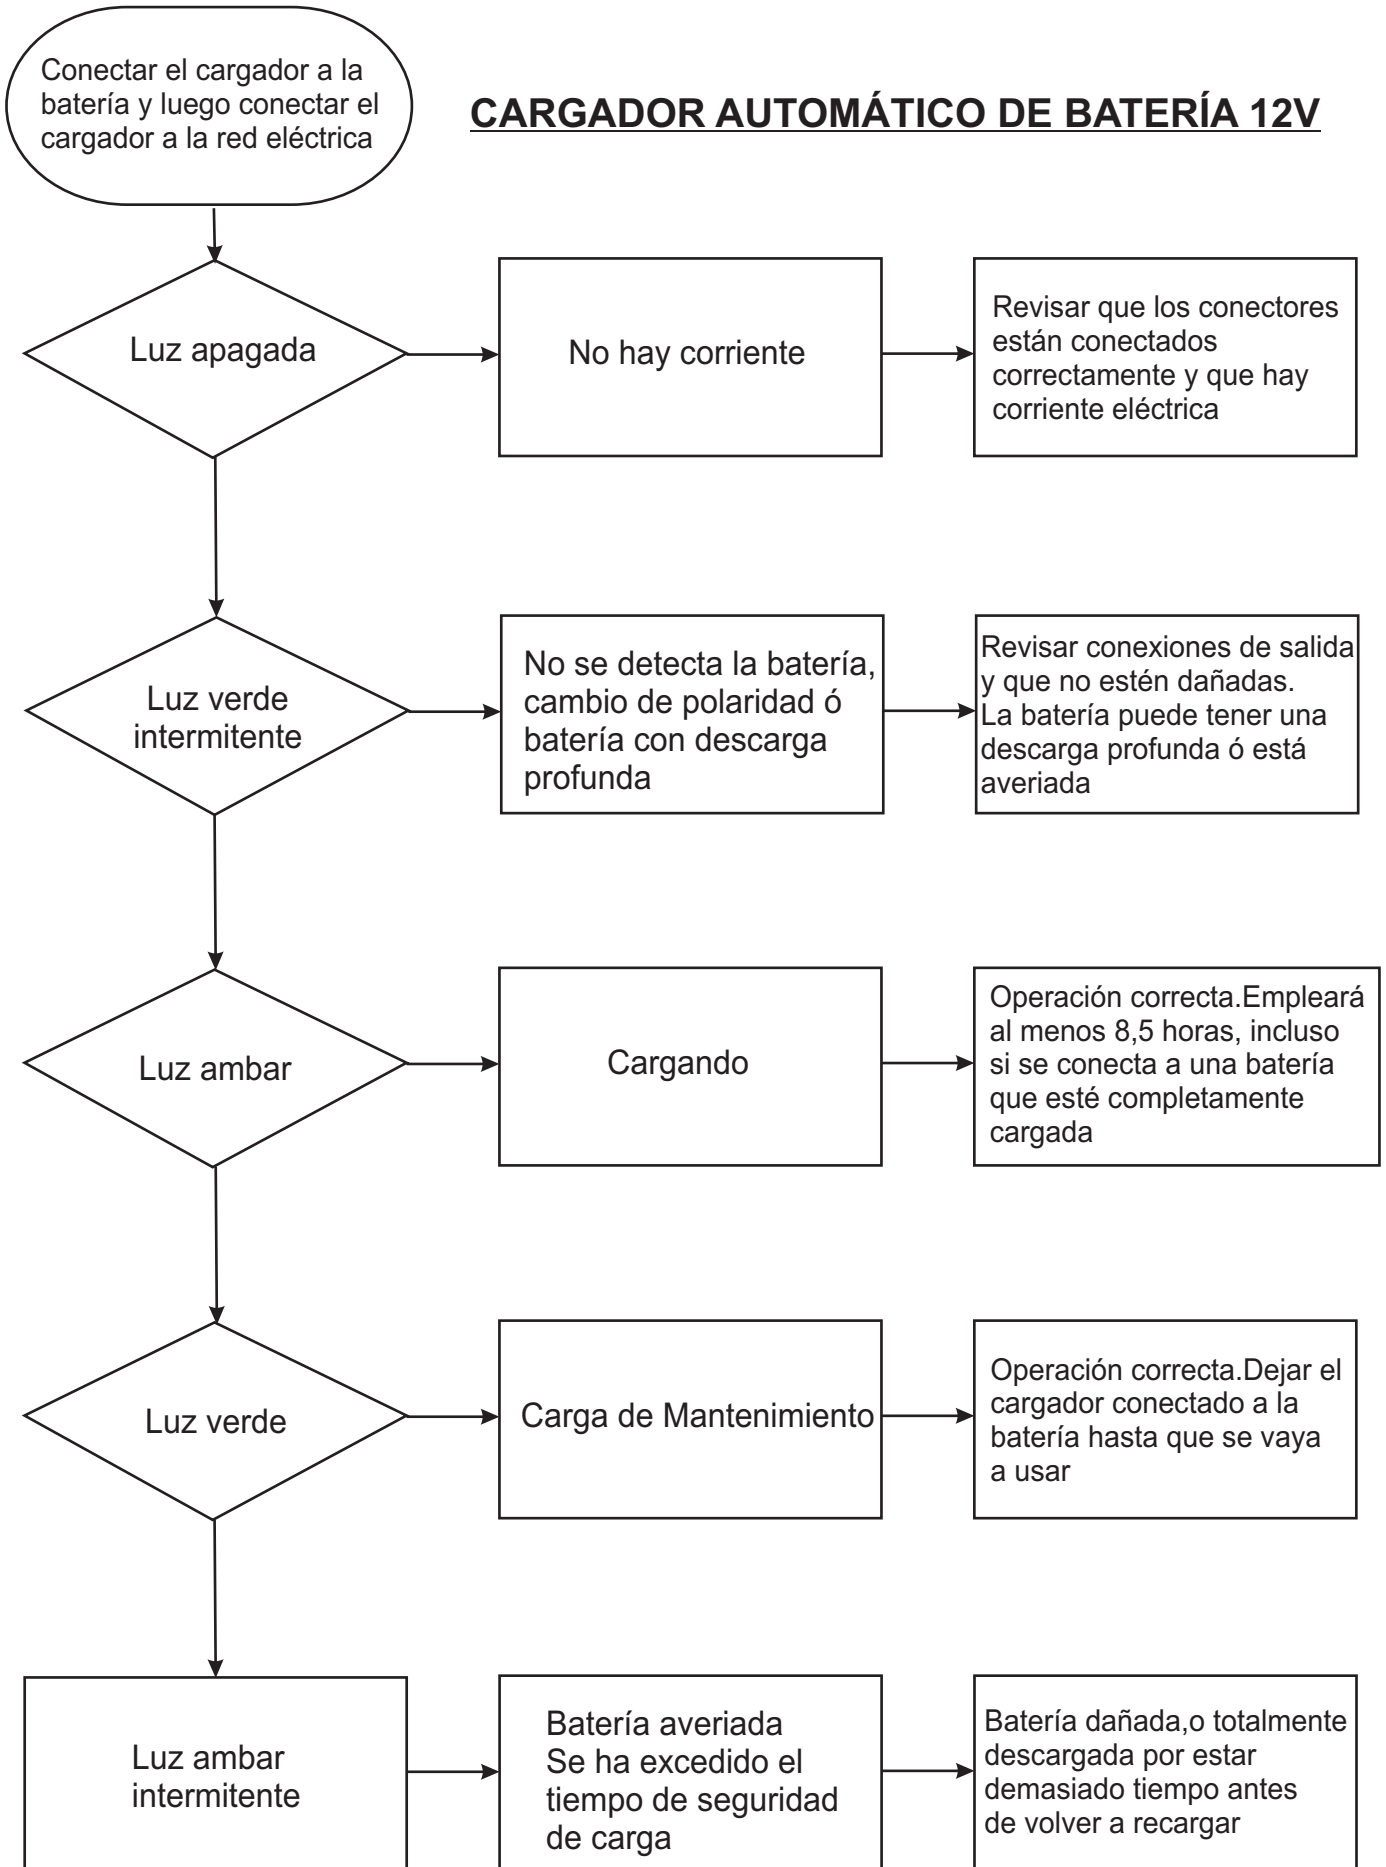 Conectar el cargador a la
batería y luego conectar el
cargador a la red eléctrica
CARGADOR AUTOMÁTICO DE BATERÍA 12V
Luz apagada
No hay corriente
Revisar que los conectores
están conectados
correctamente y que hay
corriente eléctrica
Luz verde
intermitente
No se detecta la batería,
cambio de polaridad ó
batería con descarga
profunda
Revisar conexiones de salida
y que no estén dañadas.
La batería puede tener una
descarga profunda ó está
averiada
Luz ambar
Cargando
Operación correcta.Empleará
al menos 8,5 horas, incluso
si se conecta a una batería
que esté completamente
cargada
Luz verde
Carga de Mantenimiento
Operación correcta.Dejar el
cargador conectado a la
batería hasta que se vaya
a usar
Luz ambar
intermitente
Batería averiada
Se ha excedido el
tiempo de seguridad
de carga
Batería dañada,o totalmente
descargada por estar
demasiado tiempo antes
de volver a recargar